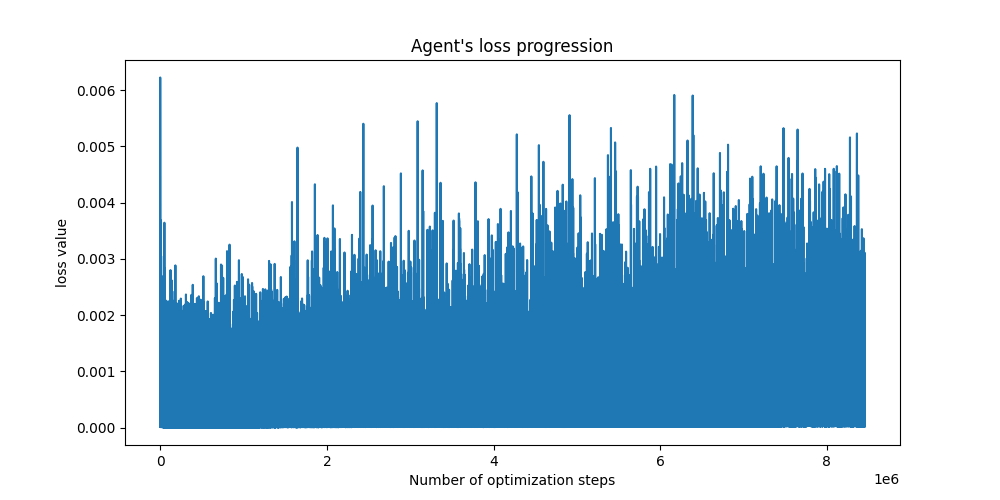 Agent's loss progression
0.006
0.005
0.004
0.003
0.002
0.001
0.000
loss value
0 2 4 6 8
1e6
Number of optimization steps